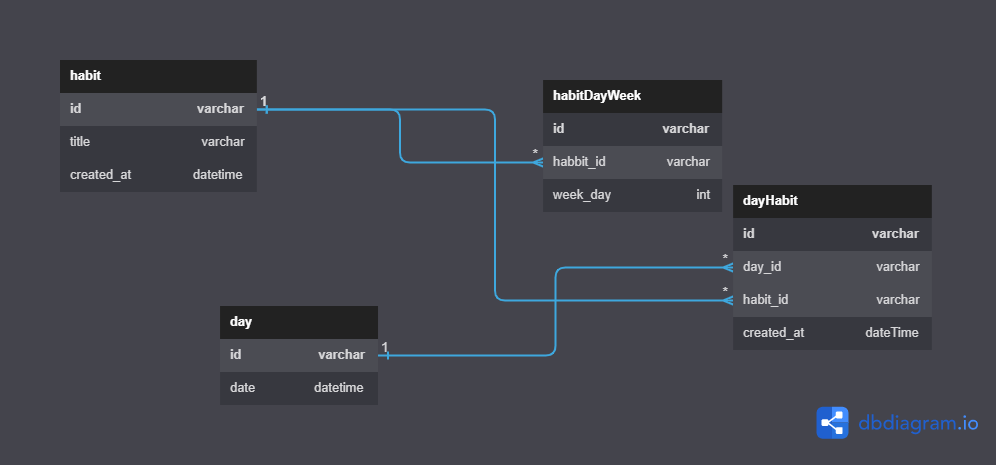 habit
id varchar
title varchar
created_at datetime
1
habitDayWeek
id varchar
*
habbit_id varchar
week_day int
dayHabit
id varchar
*
day_id varchar
*
habit_id varchar
created_at dateTime
day
id varchar
1
date datetime
dbdiagram.io